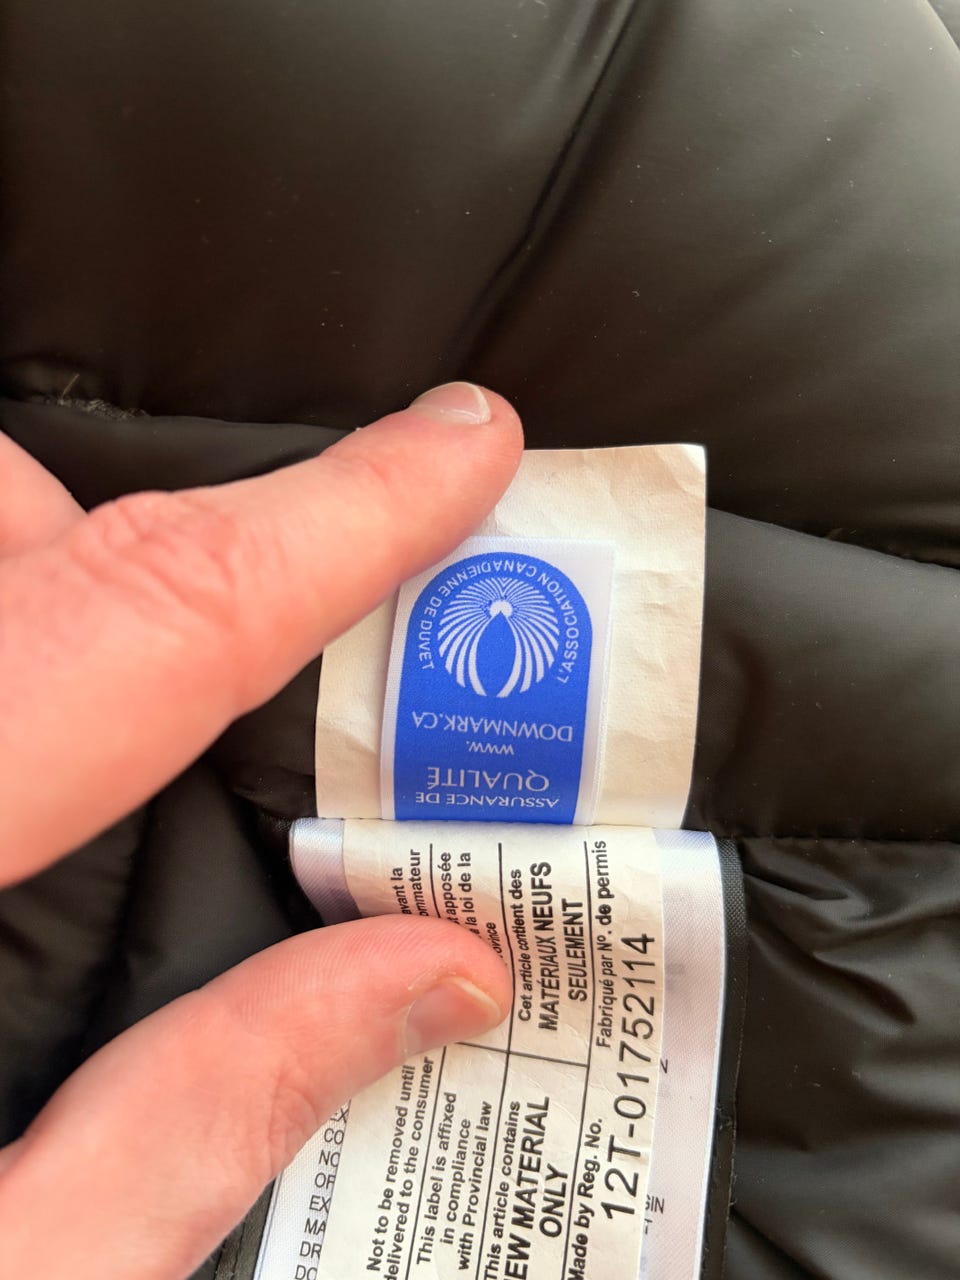 L'ASSOCIATION CANADIENNE DE DUVET
WWW.
DOWNMARK.CA
ASSURANCE DE
QUALITÉ
Not to be removed until
delivered to the consumer
This label is affixed
in compliance
with Provincial law
This article contains
NEW MATERIAL
ONLY
Made by Reg. No.
12T-01752114
apposée
la loi de la
Cet article contient des
MATÉRIAUX NEUFS
SEULEMENT
Fabriqué par Nº. de permis